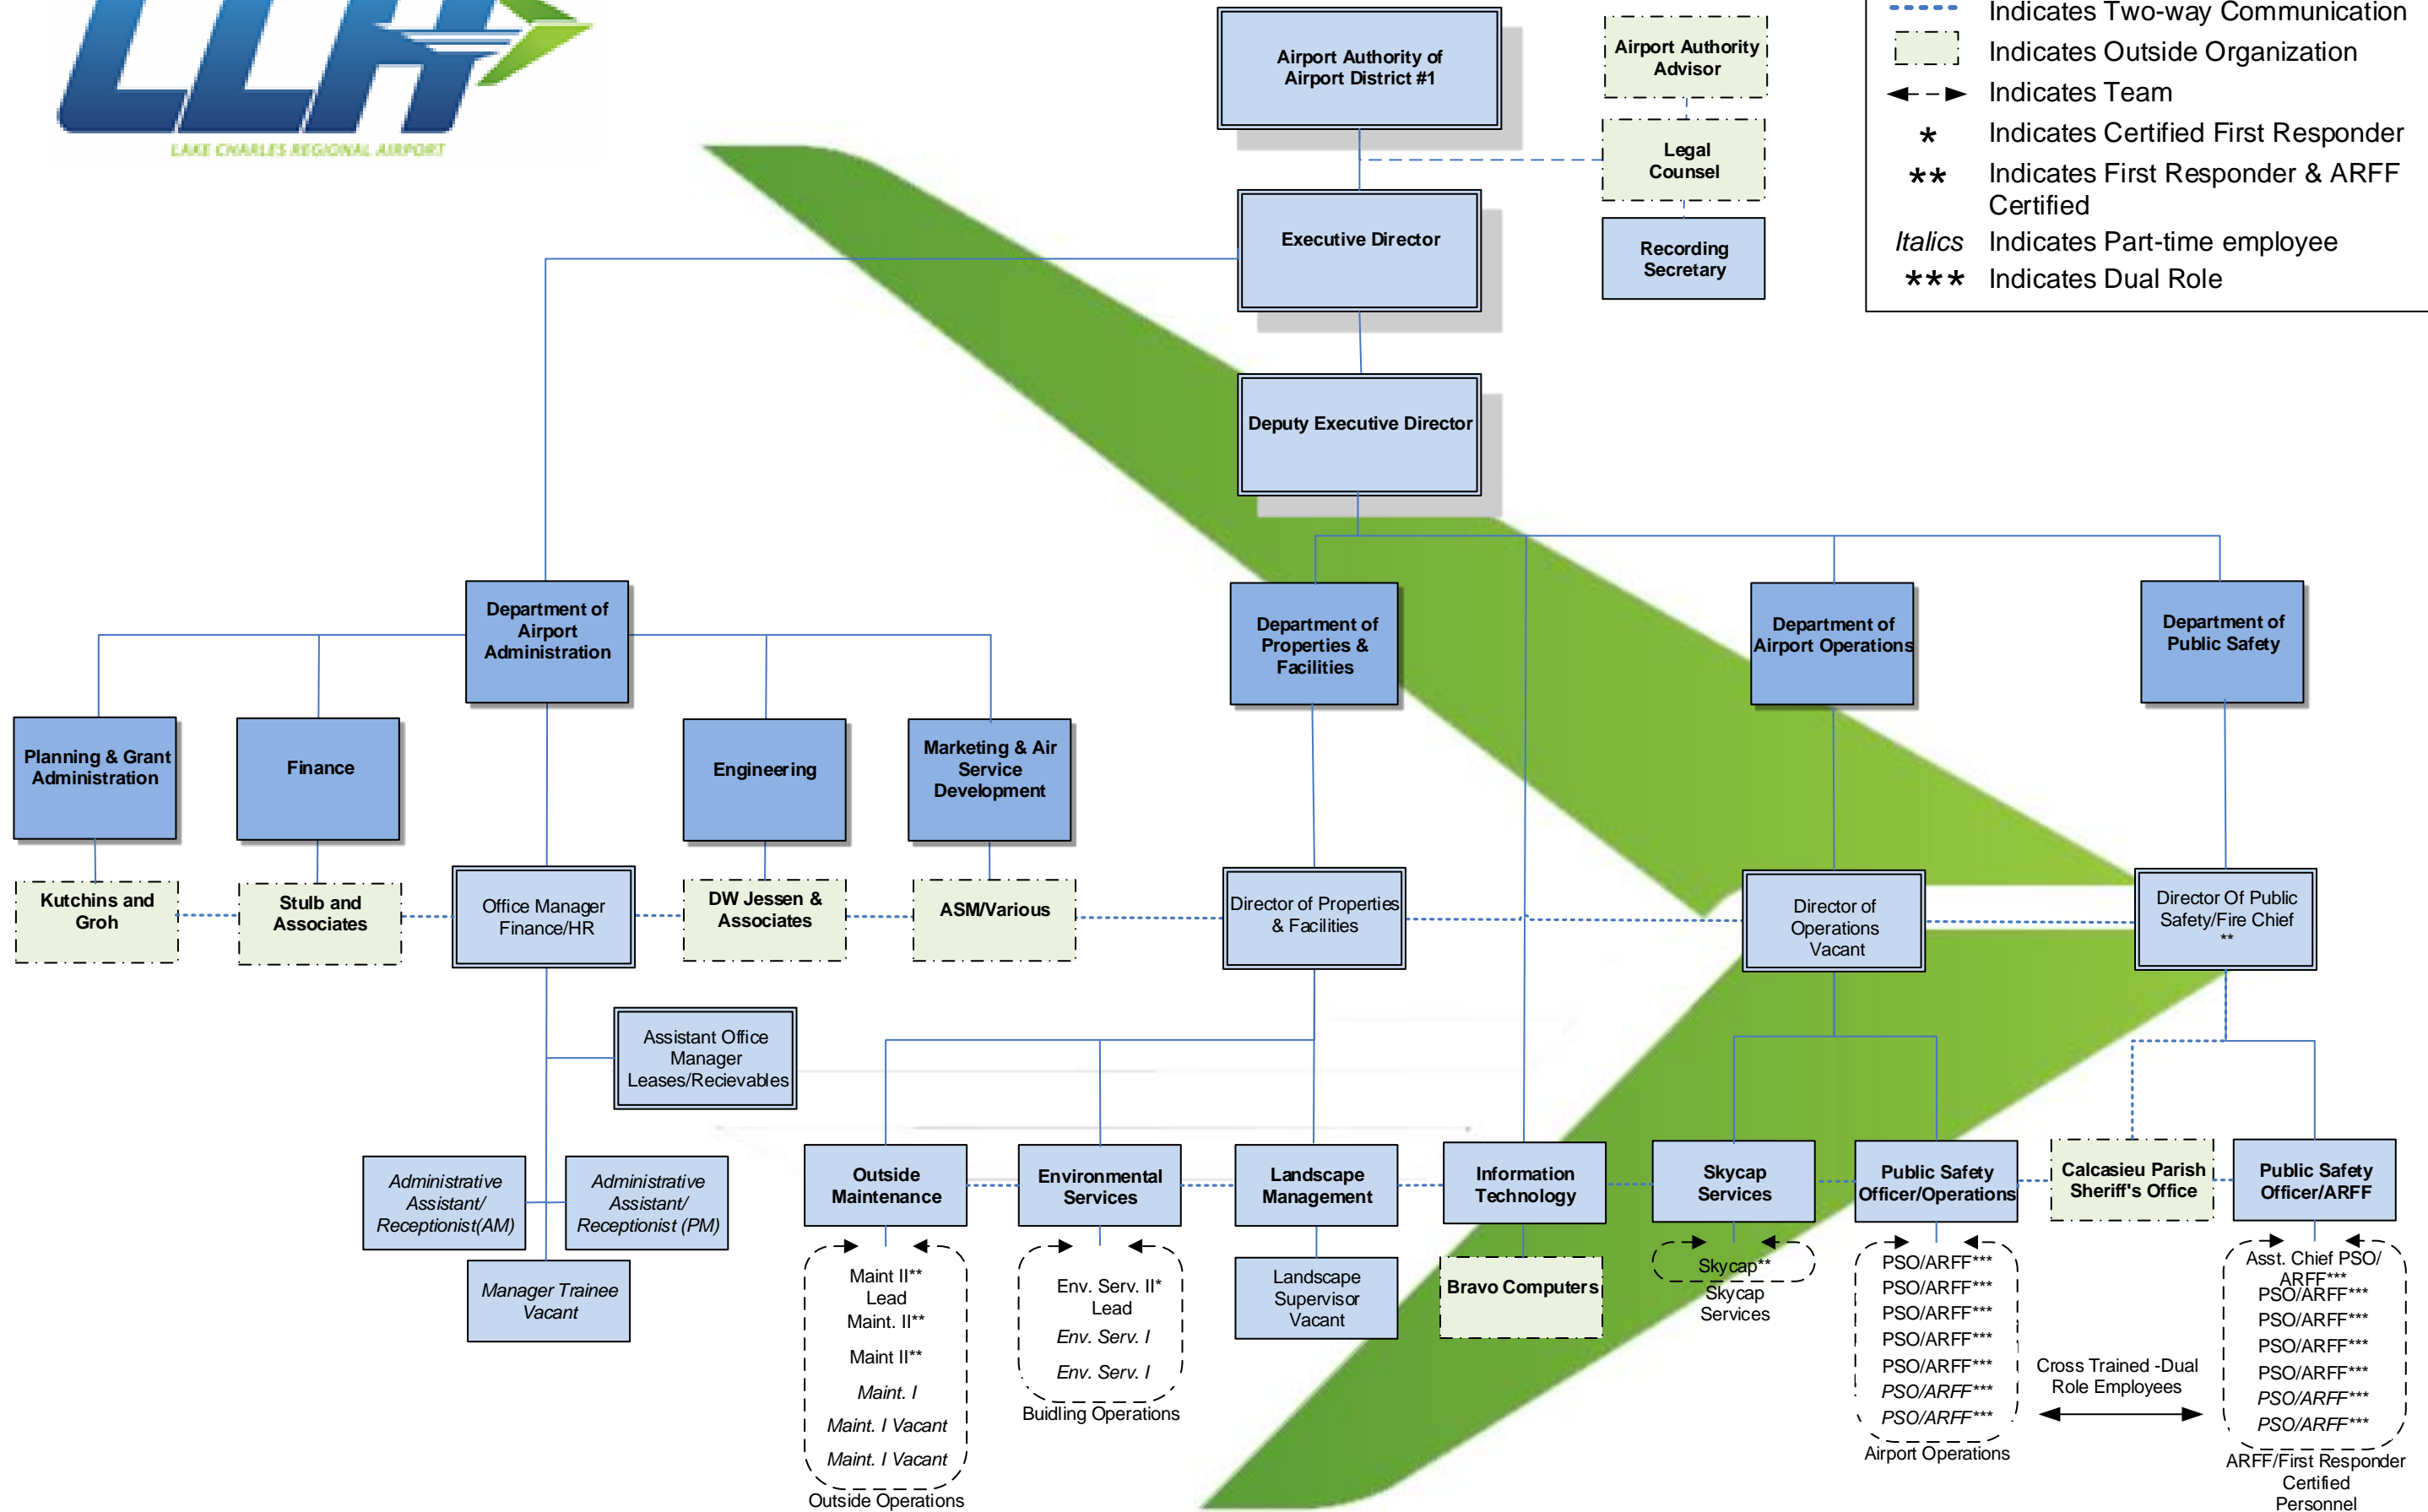 LCH
LAKE CHARLES REGIONAL AIRPORT
Airport Authority of
Airport District #1
Airport Authority
Advisor
Legal
Counsel
Recording
Secretary
Executive Director
Deputy Executive Director
Indicates Two-way Communication
Indicates Outside Organization
Indicates Team
* Indicates Certified First Responder
** Indicates First Responder & ARFF
Certified
Italics Indicates Part-time employee
*** Indicates Dual Role
Department of
Airport
Administration
Department of
Properties &
Facilities
Department of
Airport Operations
Department of
Public Safety
Planning & Grant
Administration
Finance
Engineering
Marketing & Air
Service
Development
Kutchins and
Groh
Stulb and
Associates
Office Manager
Finance/HR
DW Jessen &
Associates
ASM/Various
Director of Properties
& Facilities
Director of
Operations
Vacant
Director Of Public
Safety/Fire Chief
**
Assistant Office
Manager
Leases/Recievables
Administrative
Assistant/
Receptionist(AM)
Administrative
Assistant/
Receptionist (PM)
Manager Trainee
Vacant
Outside
Maintenance
Environmental
Services
Landscape
Management
Information
Technology
Skycap
Services
Public Safety
Officer/Operations
Calcasieu Parish
Sheriff's Office
Public Safety
Officer/ARFF
Maint II**
Lead
Maint. II**
Maint II**
Maint. I
Maint. I Vacant
Maint. I Vacant
Outside Operations
Env. Serv. II*
Lead
Env. Serv. I
Env. Serv. I
Buidling Operations
Landscape
Supervisor
Vacant
Bravo Computers
Skycap**
Skycap
Services
PSO/ARFF***
PSO/ARFF***
PSO/ARFF***
PSO/ARFF***
PSO/ARFF***
PSO/ARFF***
PSO/ARFF***
Airport Operations
Cross Trained -Dual
Role Employees
Asst. Chief PSO/
ARFF***
PSO/ARFF***
PSO/ARFF***
PSO/ARFF***
PSO/ARFF***
PSO/ARFF***
PSO/ARFF***
ARFF/First Responder
Certified
Personnel